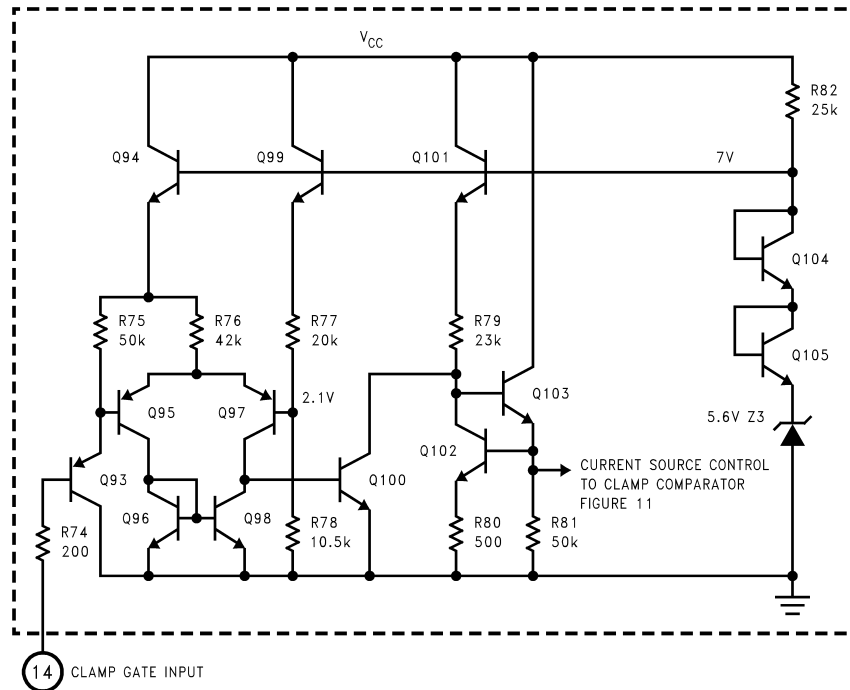 VCC
R82
25k
Q94
Q99
Q101
7V
Q104
R75
50k
R76
42k
R77
20k
R79
23k
Q105
Q95
Q97
2.1V
Q103
5.6V Z3
Q102
Q93
Q100
CURRENT SOURCE CONTROL
TO CLAMP COMPARATOR
FIGURE 11
Q96
Q98
R74
200
R78
10.5k
R80
500
R81
50k
14 CLAMP GATE INPUT